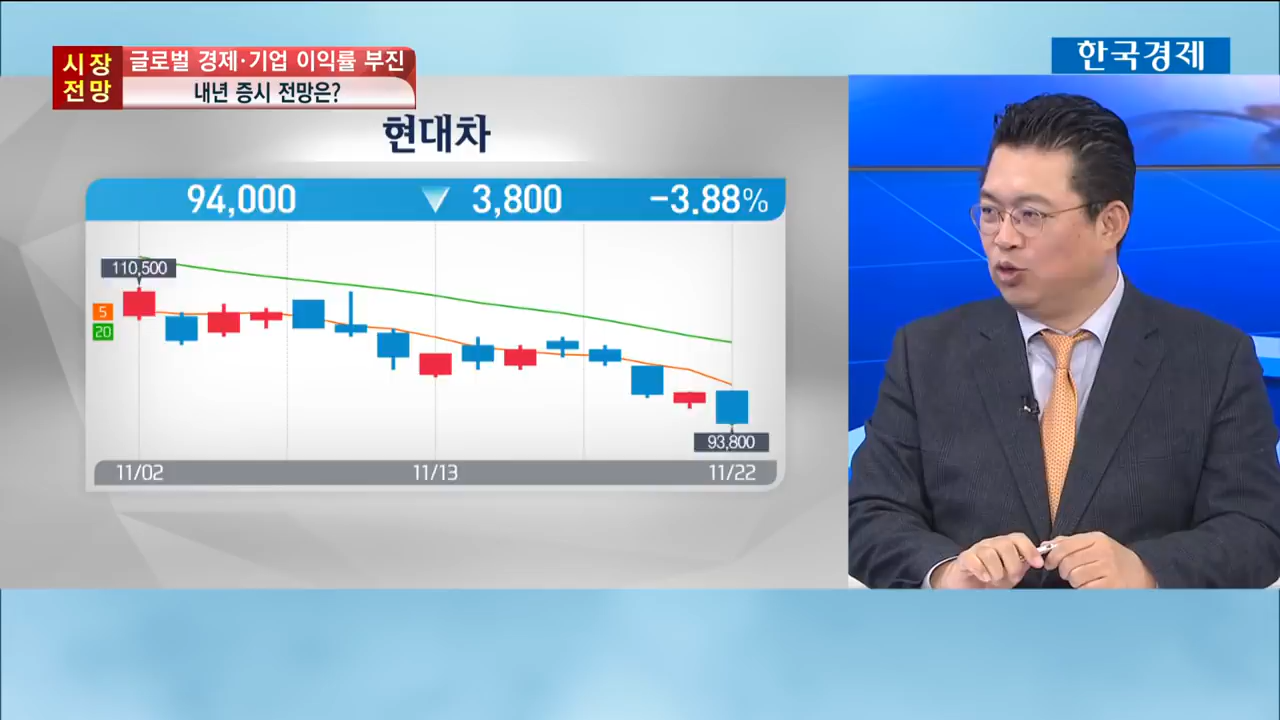 시장
전망
글로벌 경제·기업 이익률 부진
내년 증시 전망은?
한국경제
현대차
94,000 ▼ 3,800 -3.88%
110,500
5
20
93,800
11/02 11/13 11/22